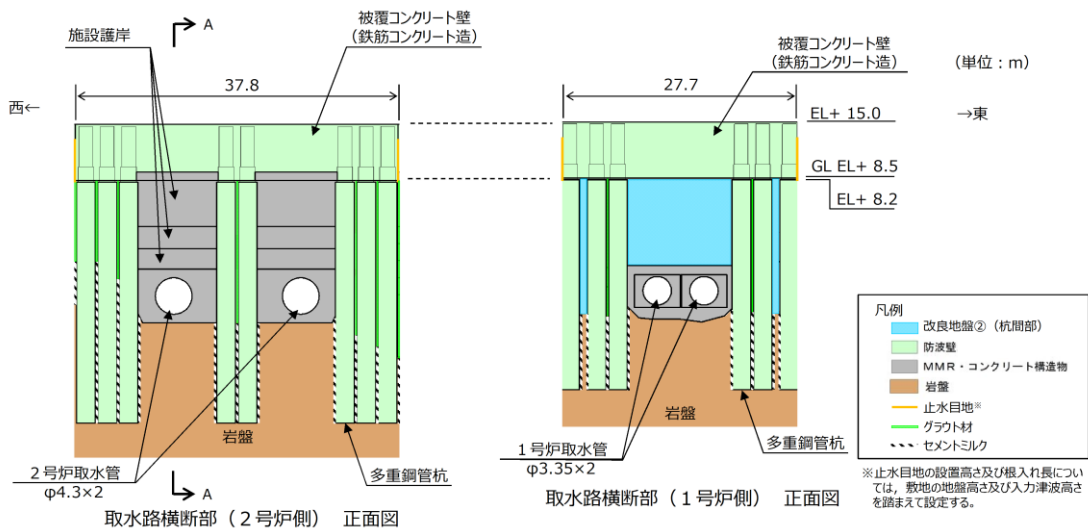 A
施設護岸
被覆コンクリート壁
(鉄筋コンクリート造)
37.8
西←
取水路横断部(2号炉側) 正面図
2号炉取水管
φ4.3×2
A
岩盤
多重鋼管杭
被覆コンクリート壁
(鉄筋コンクリート造)
(単位:m)
27.7
EL+ 15.0
→東
GL EL+ 8.5
EL+ 8.2
岩盤
1号炉取水管
φ3.35×2
多重鋼管杭
取水路横断部(1号炉側) 正面図
凡例
改良地盤②(杭間部)
防波壁
MMR・コンクリート構造物
岩盤
止水目地※
グラウト材
セメントミルク
※止水目地の設置高さ及び根入れ長につい
ては,敷地の地盤高さ及び入力津波高さ
を踏まえて設定する。